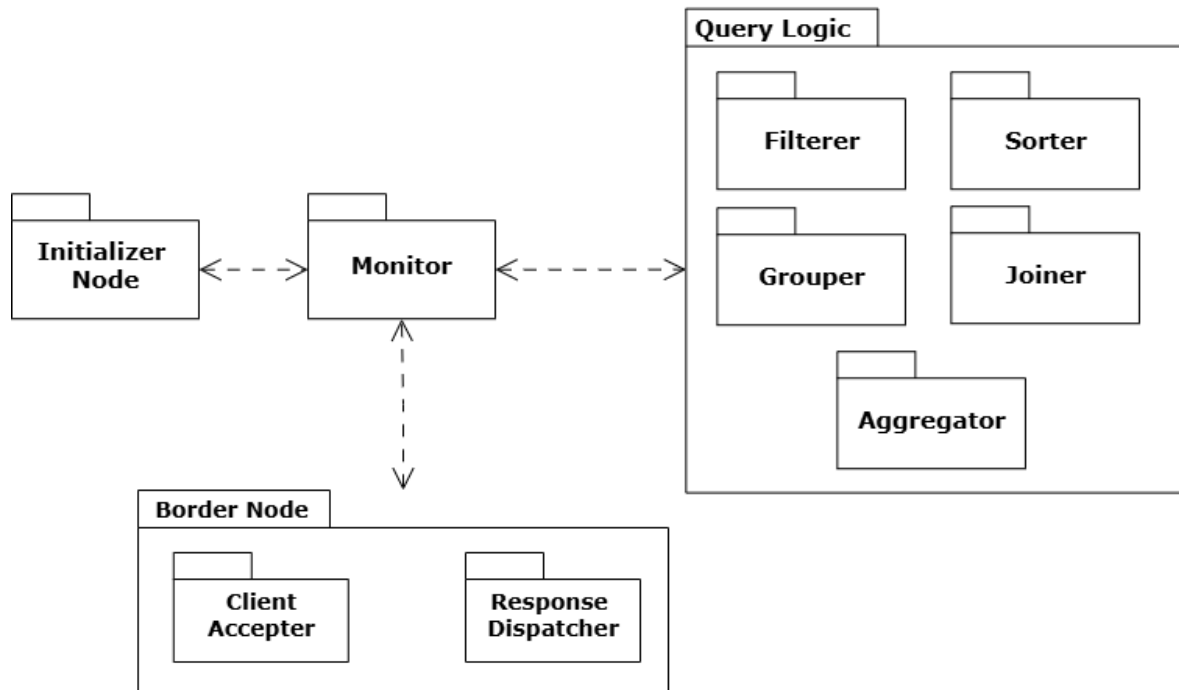 Query Logic
Filterer
Sorter
Initializer
Node
Monitor
Grouper
Joiner
Aggregator
Border Node
Client
Accepter
Response
Dispatcher